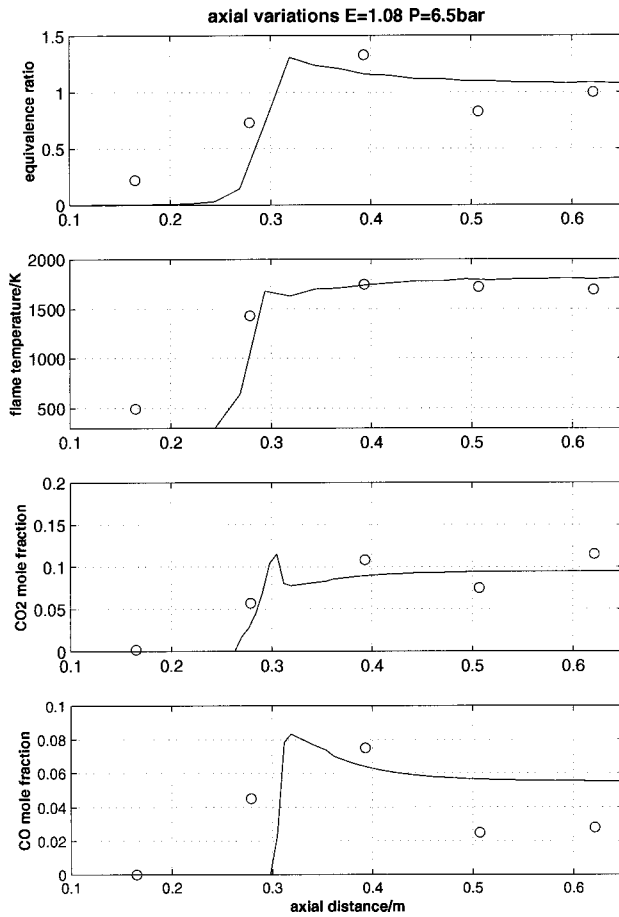 axial variations E=1.08 P=6.5bar
equivalence ratio
1.5
1
0.5
0
0.1 0.2 0.3 0.4 0.5 0.6
flame temperature/K
2000
1500
1000
500
0.1 0.2 0.3 0.4 0.5 0.6
CO2 mole fraction
0.2
0.15
0.1
0.05
0
0.1 0.2 0.3 0.4 0.5 0.6
CO mole fraction
0.1
0.08
0.06
0.04
0.02
0
0.1 0.2 0.3 0.4 0.5 0.6
axial distance/m